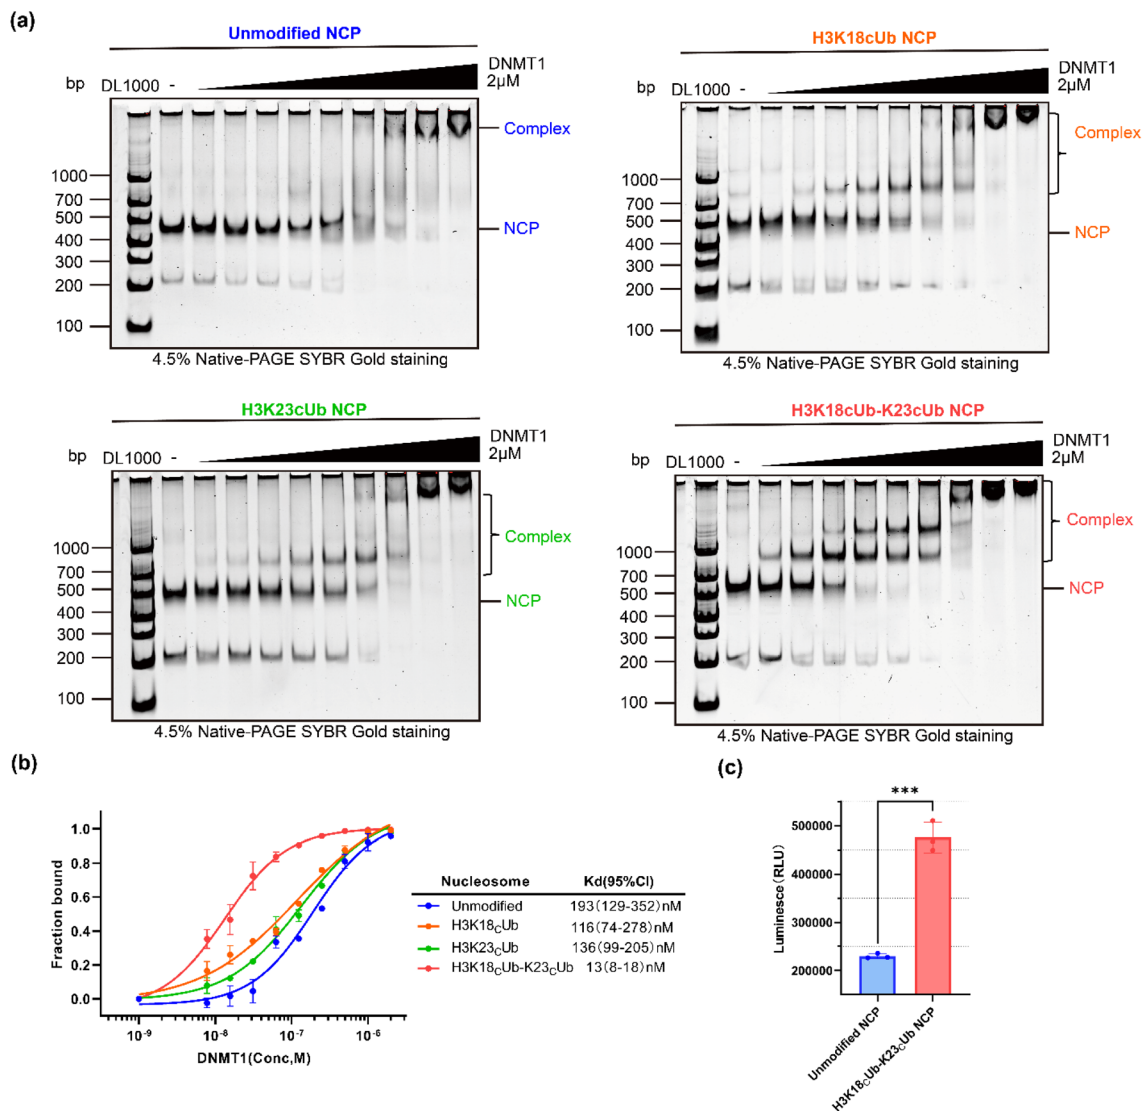 (a)
Unmodified NCP
bp DL1000 - DNMT1
2μM
Complex
1000
700
500
NCP
400
300
200
100
4.5% Native-PAGE SYBR Gold staining
H3K18cUb NCP
bp DL1000 - DNMT1
2μM
Complex
1000
700
500
NCP
400
300
200
100
4.5% Native-PAGE SYBR Gold staining
H3K23cUb NCP
bp DL1000 - DNMT1
2μM
Complex
1000
700
500
NCP
400
300
200
100
4.5% Native-PAGE SYBR Gold staining
H3K18cUb-K23cUb NCP
bp DL1000 - DNMT1
2μM
Complex
1000
700
500
NCP
400
300
200
100
4.5% Native-PAGE SYBR Gold staining
(b)
Fraction bound
1.0
0.8
0.6
0.4
0.2
0.0
10-9 10-8 10-7 10-6
DNMT1(Conc,M)
Nucleosome Kd(95%CI)
Unmodified 193(129-352)nM
H3K18cUb 116(74-278)nM
H3K23cUb 136(99-205)nM
H3K18cUb-K23cUb 13(8-18)nM
(c)
***
Luminesce(RLU)
500000
400000
300000
200000
Unmodified NCP
H3K18cUb-K23cUb NCP